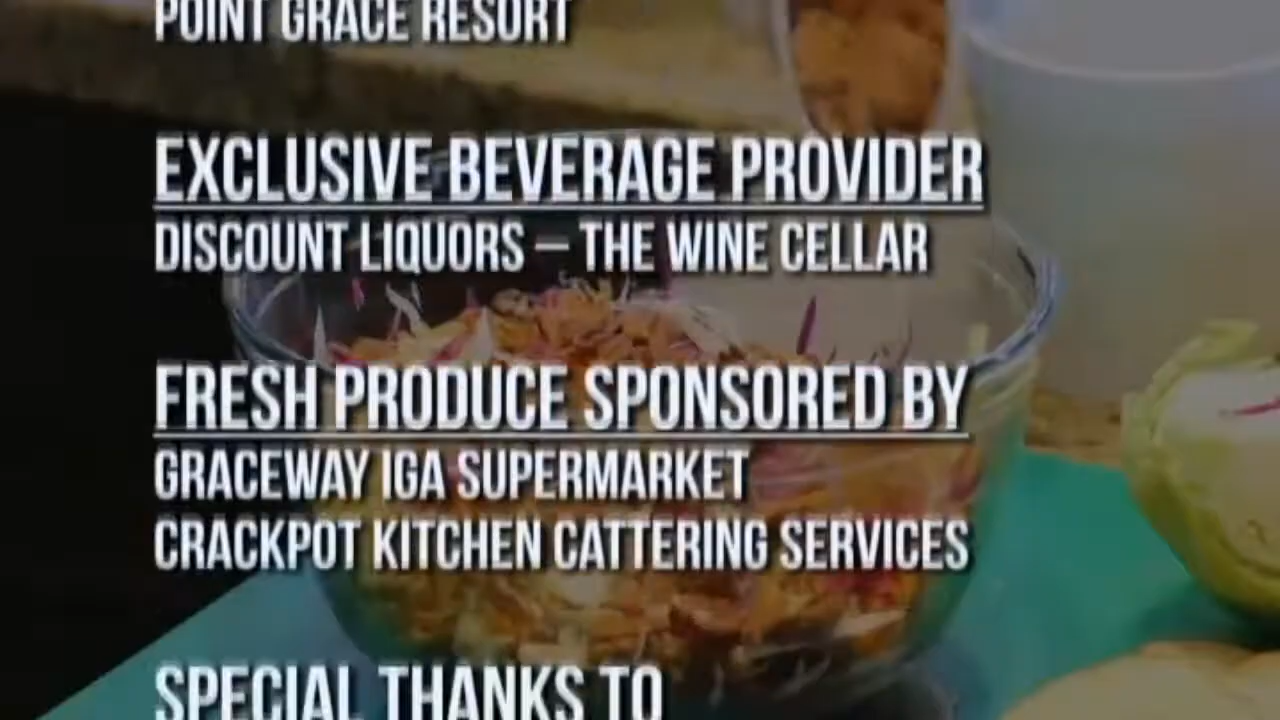 POINT GRACE RESORT
EXCLUSIVE BEVERAGE PROVIDER
DISCOUNT LIQUORS – THE WINE CELLAR
FRESH PRODUCE SPONSORED BY
GRACEWAY IGA SUPERMARKET
CRACKPOT KITCHEN CATTERING SERVICES
SPECIAL THANKS TO